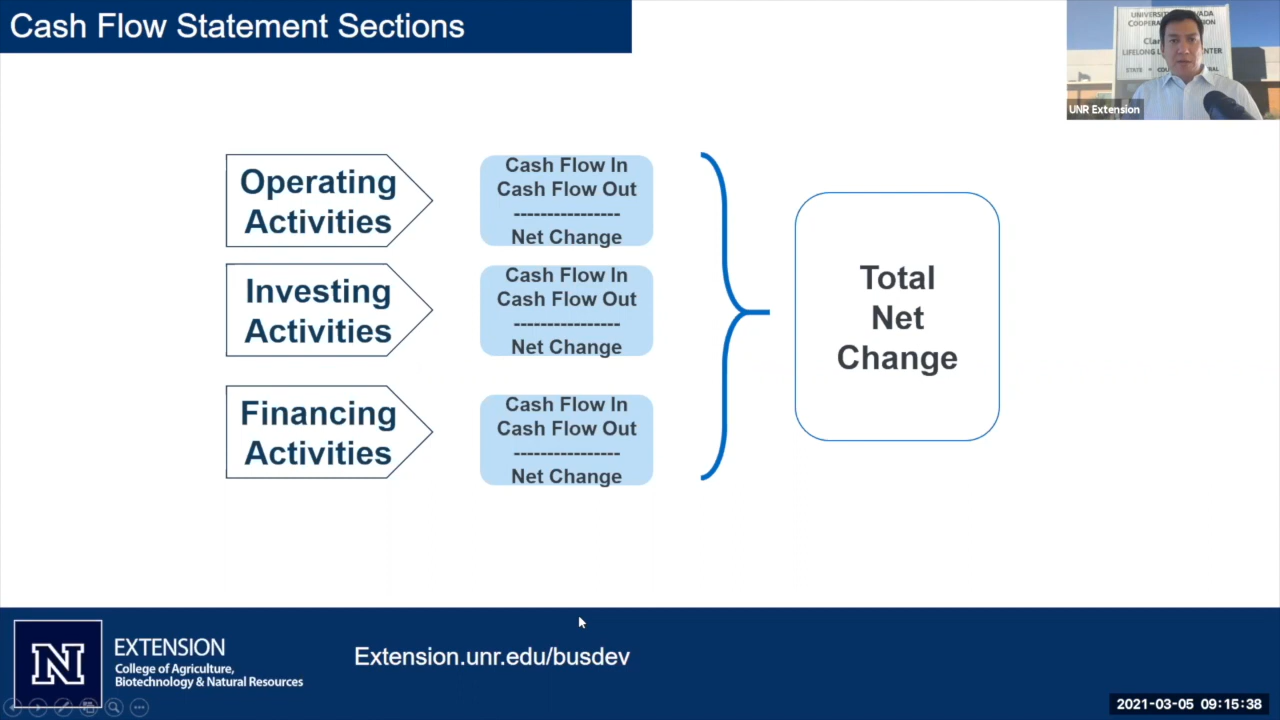 Cash Flow Statement Sections
UNR Extension
Operating
Activities
Cash Flow In
Cash Flow Out
----------------
Net Change
Investing
Activities
Cash Flow In
Cash Flow Out
----------------
Net Change
Financing
Activities
Cash Flow In
Cash Flow Out
----------------
Net Change
Total
Net
Change
N
EXTENSION
College of Agriculture,
Biotechnology & Natural Resources
Extension.unr.edu/busdev
2021-03-05 09:15:38